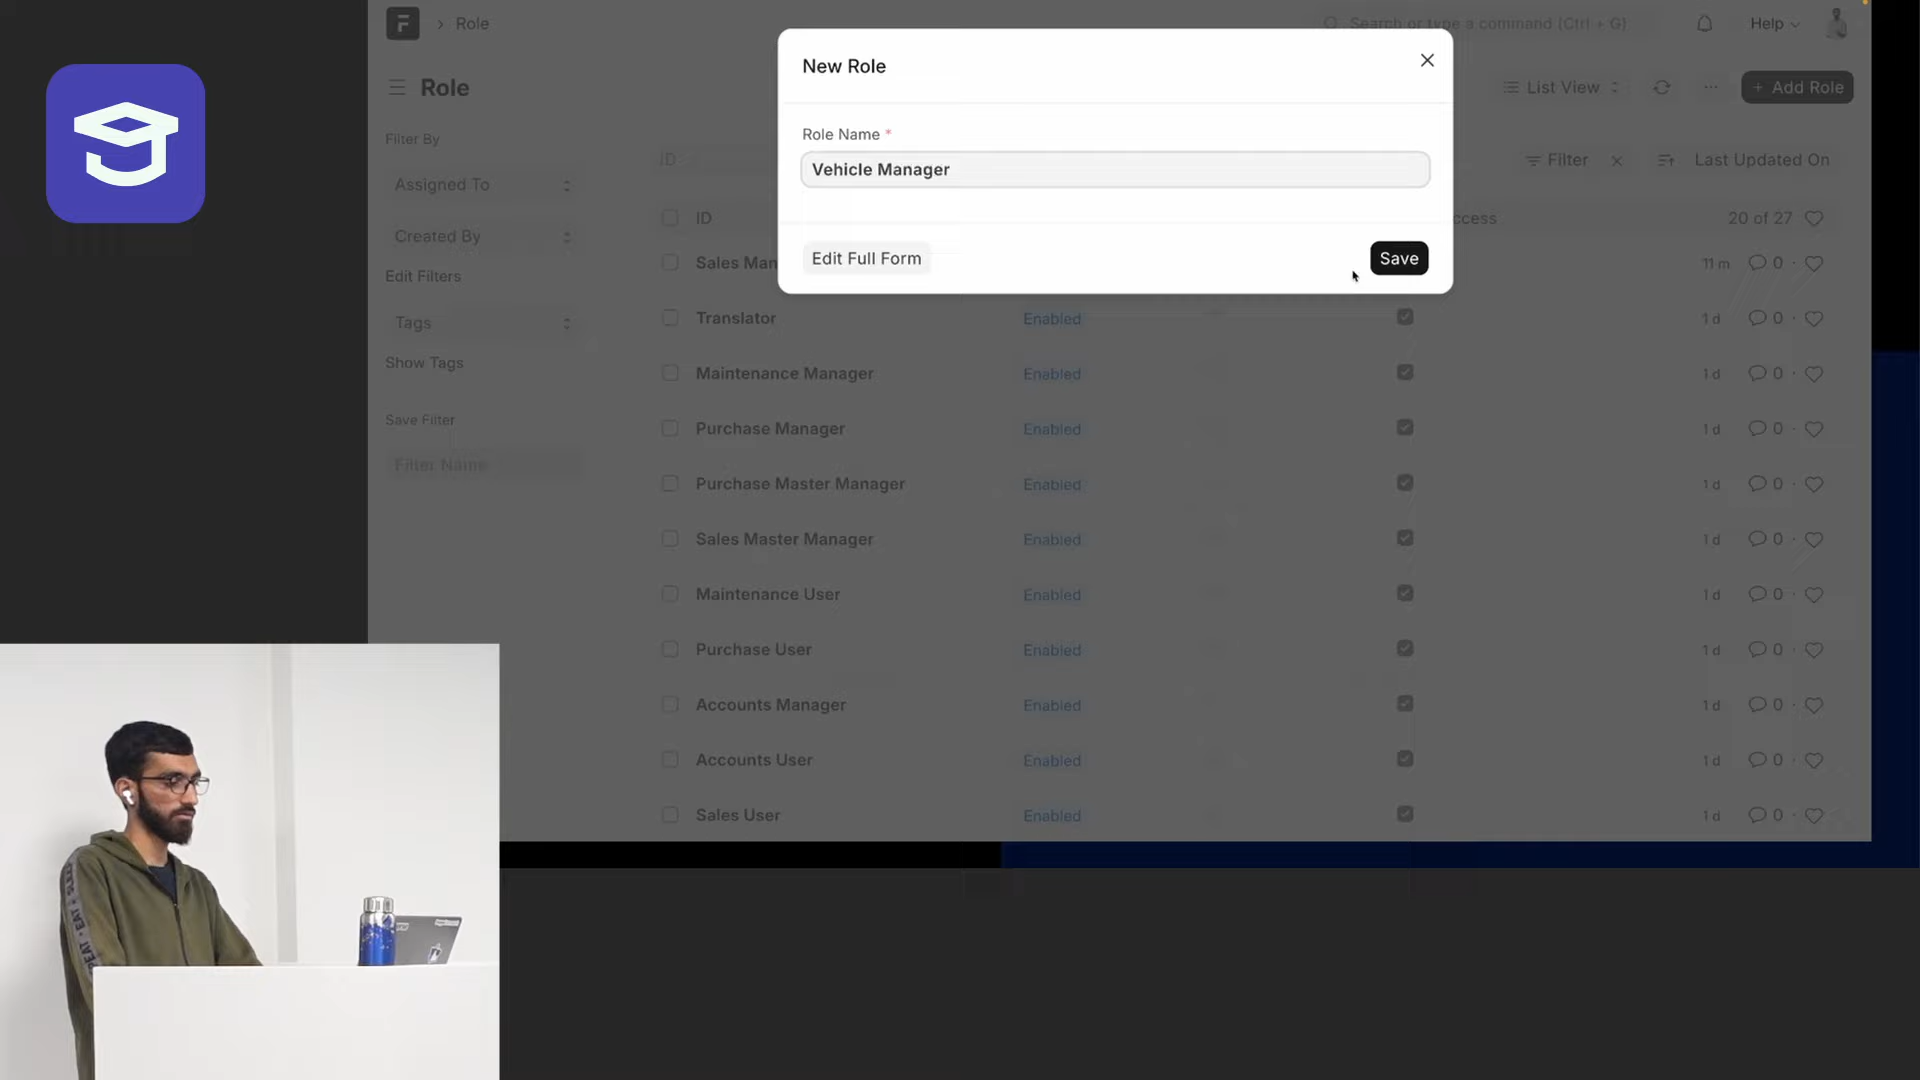 Role
Search or type a command (Ctrl + G)
Help
Role
List View
Add Role
New Role
Role Name *
Vehicle Manager
Edit Full Form
Save
Filter By
Assigned To
Created By
Edit Filters
Tags
Show Tags
Save Filter
Filter Name
ID
Filter
Last Updated On
ID
ccess
20 of 27
Sales Man
11 m
0
Translator
Enabled
1 d
0
Maintenance Manager
Enabled
1 d
0
Purchase Manager
Enabled
1 d
0
Purchase Master Manager
Enabled
1 d
0
Sales Master Manager
Enabled
1 d
0
Maintenance User
Enabled
1 d
0
Purchase User
Enabled
1 d
0
Accounts Manager
Enabled
1 d
0
Accounts User
Enabled
1 d
0
Sales User
Enabled
1 d
0